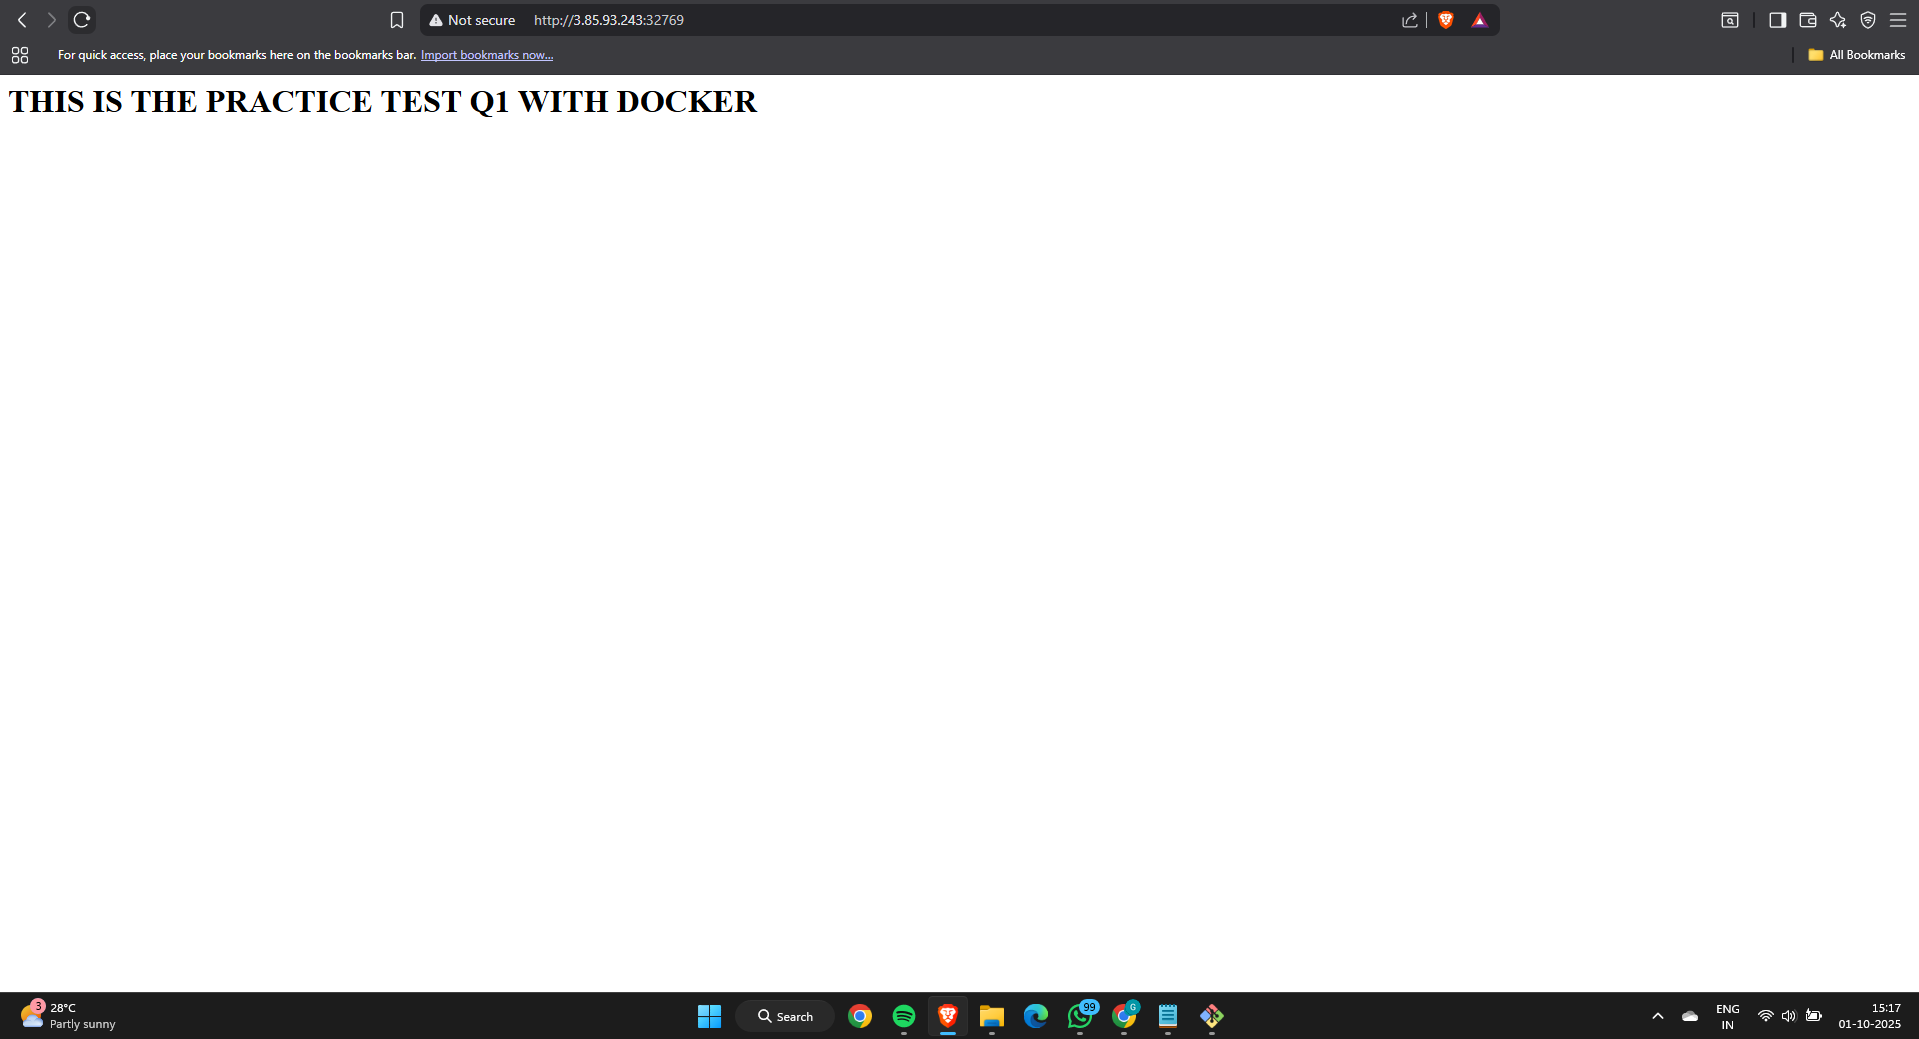 Not secure http://3.85.93.243:32769
For quick access, place your bookmarks here on the bookmarks bar. Import bookmarks now...
All Bookmarks
THIS IS THE PRACTICE TEST Q1 WITH DOCKER
3
28°C
Partly sunny
Search
99
G
ENG
IN
15:17
01-10-2025